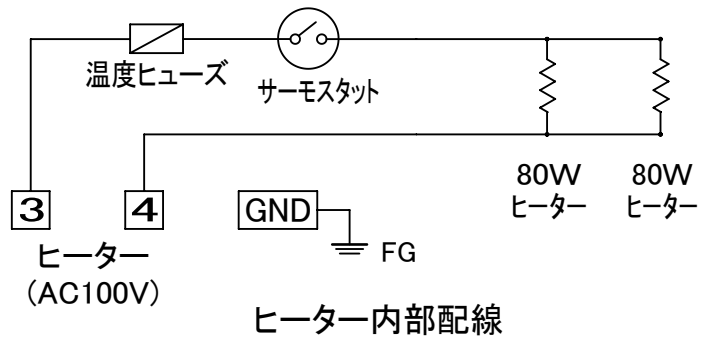 温度ヒューズ
サーモスタット
80W
ヒーター
80W
ヒーター
3
4
GND
FG
ヒーター
(AC100V)
ヒーター内部配線